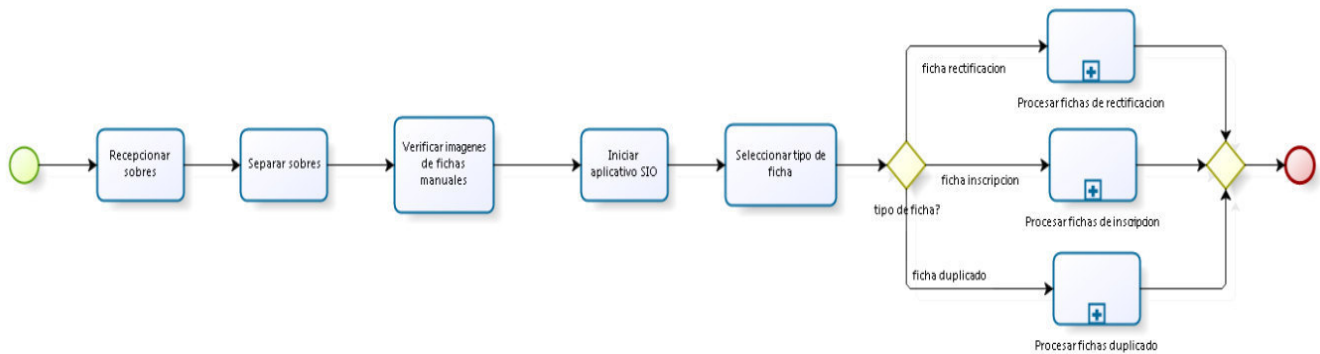 Recepcionar
sobres
Separar sobres
Verificar imagenes
de fichas
manuales
Iniciar
aplicativo SIO
Seleccionar tipo de
ficha
tipo de ficha?
ficha rectificacion
Procesar fichas de rectificacion
ficha inscripcion
Procesar fichas de inscripcion
ficha duplicado
Procesar fichas duplicado